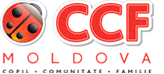 CCF
MOLDOVA
COPIL • COMUNITATE • FAMILIE